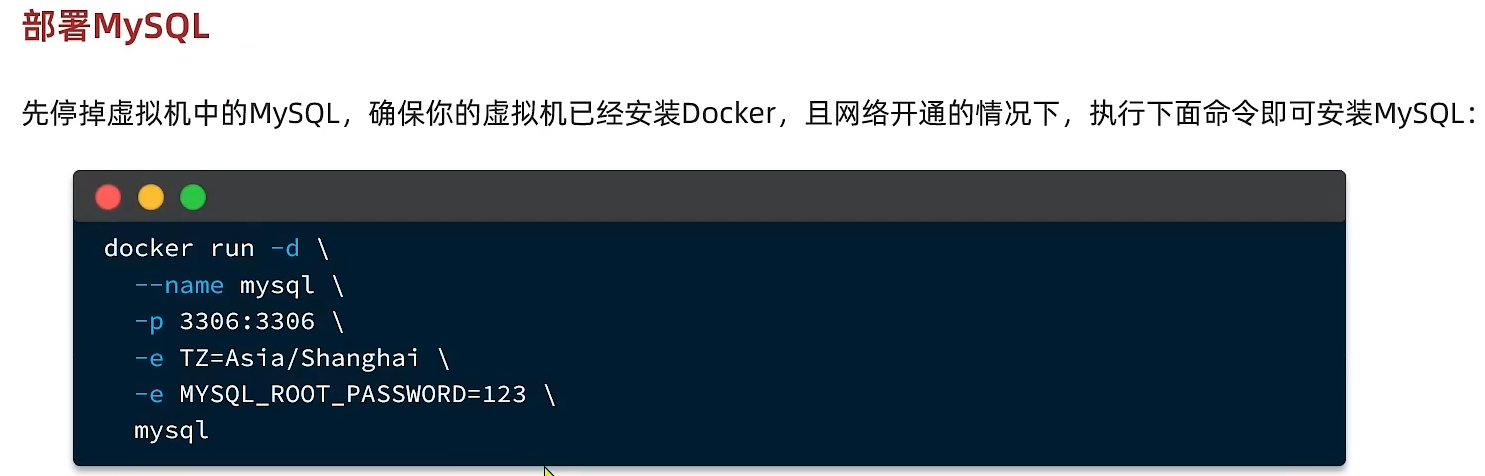 部署MySQL
先停掉虚拟机中的MySQL，确保你的虚拟机已经安装Docker，且网络开通的情况下，执行下面命令即可安装MySQL：
docker run -d \
--name mysql \
-p 3306:3306 \
-e TZ=Asia/Shanghai \
-e MYSQL_ROOT_PASSWORD=123 \
mysql